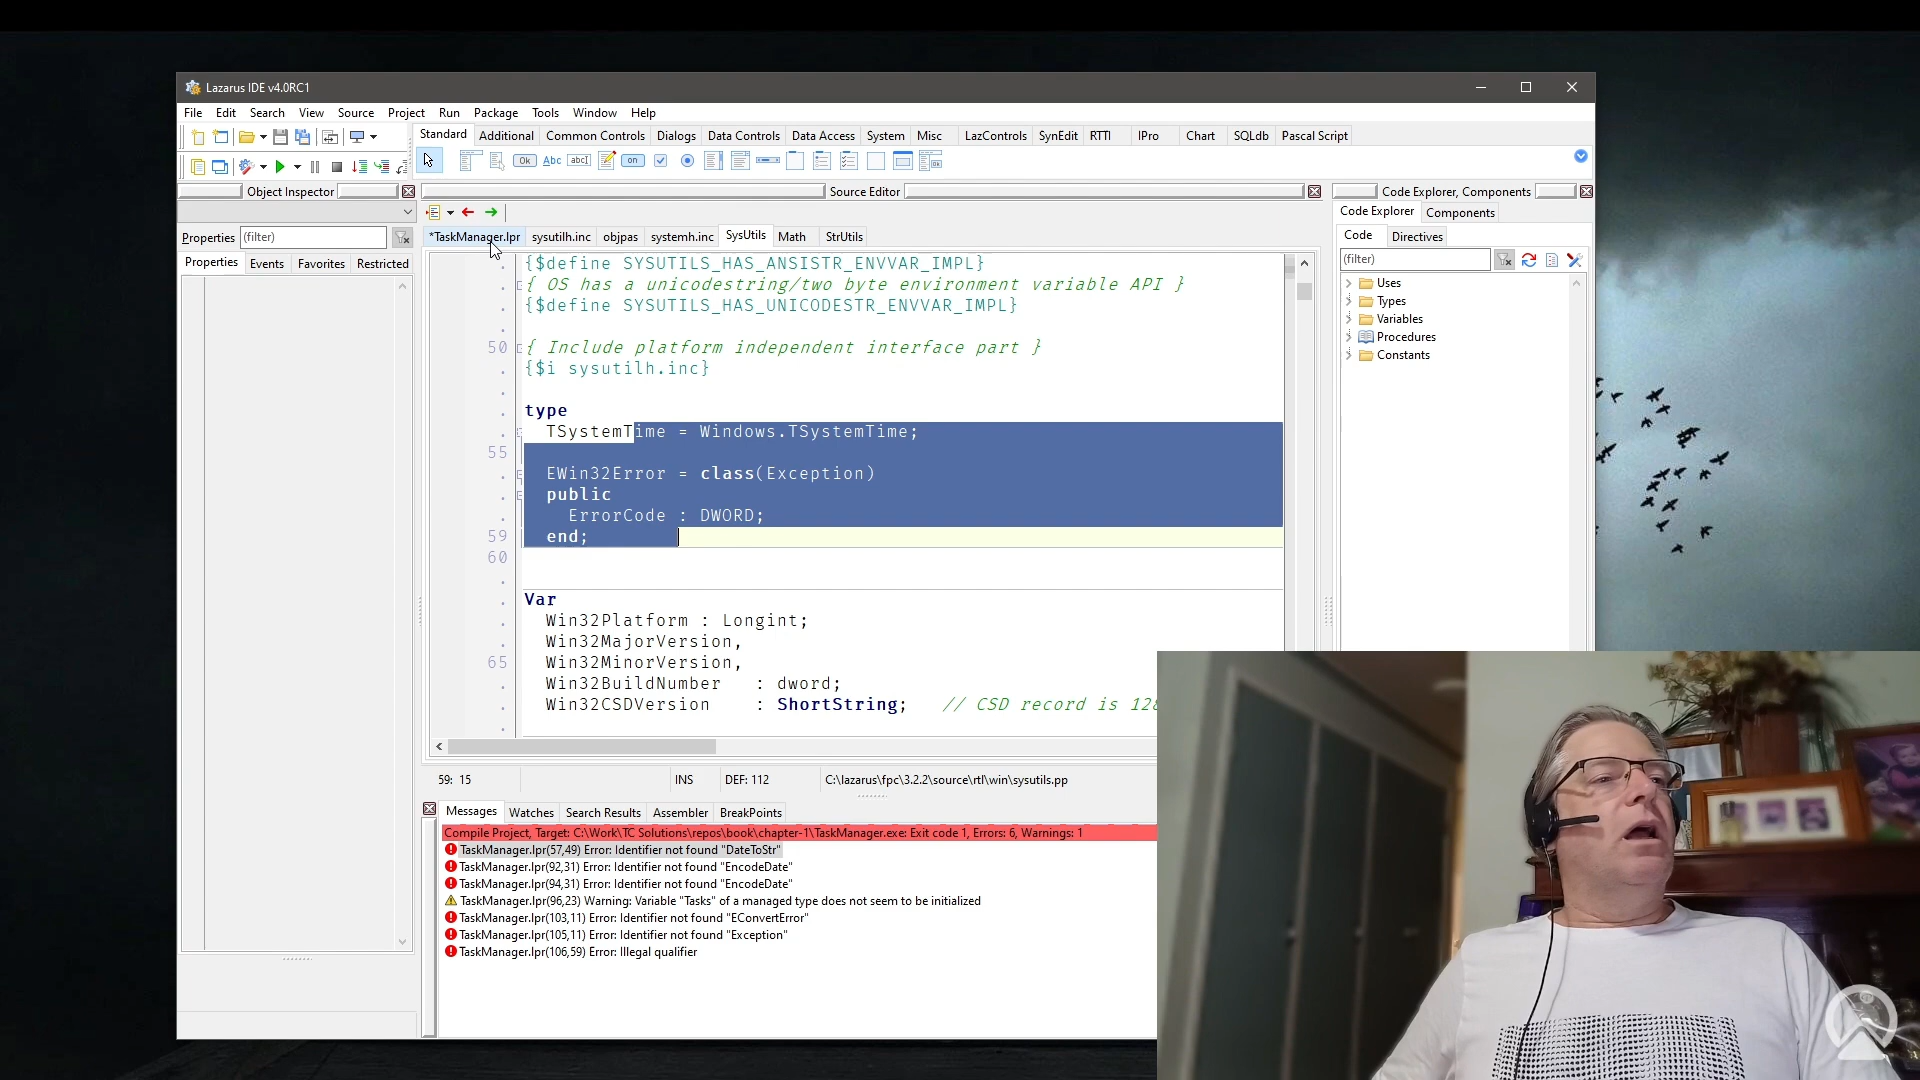 Lazarus IDE v4.0RC1
File Edit Search View Source Project Run Package Tools Window Help
Standard Additional Common Controls Dialogs Data Controls Data Access System Misc LazControls SynEdit RTTI IPro Chart SQLdb Pascal Script
Ok Abc abcI on
Object Inspector
Source Editor
Code Explorer, Components
Code Explorer Components
Properties (filter)
*TaskManager.lpr sysutilh.inc objpas systemh.inc SysUtils Math StrUtils
Code Directives
Properties Events Favorites Restricted
(filter)
Uses
Types
Variables
Procedures
Constants
{$define SYSUTILS_HAS_ANSISTR_ENVVAR_IMPL}
{ OS has a unicodestring/two byte environment variable API }
{$define SYSUTILS_HAS_UNICODESTR_ENVVAR_IMPL}
50 { Include platform independent interface part }
{$i sysutilh.inc}
type
TSystemTime = Windows.TSystemTime;
55
EWin32Error = class(Exception)
public
ErrorCode : DWORD;
59 end;
60
Var
Win32Platform : Longint;
Win32MajorVersion,
65 Win32MinorVersion,
Win32BuildNumber : dword;
Win32CSDVersion : ShortString; // CSD record is 128
59: 15 INS DEF: 112 C:\lazarus\fpc\3.2.2\source\rtl\win\sysutils.pp
Messages Watches Search Results Assembler BreakPoints
Compile Project, Target: C:\Work\TC Solutions\repos\book\chapter-1\TaskManager.exe: Exit code 1, Errors: 6, Warnings: 1
TaskManager.lpr(57,49) Error: Identifier not found "DateToStr"
TaskManager.lpr(92,31) Error: Identifier not found "EncodeDate"
TaskManager.lpr(94,31) Error: Identifier not found "EncodeDate"
TaskManager.lpr(96,23) Warning: Variable "Tasks" of a managed type does not seem to be initialized
TaskManager.lpr(103,11) Error: Identifier not found "EConvertError"
TaskManager.lpr(105,11) Error: Identifier not found "Exception"
TaskManager.lpr(106,59) Error: Illegal qualifier